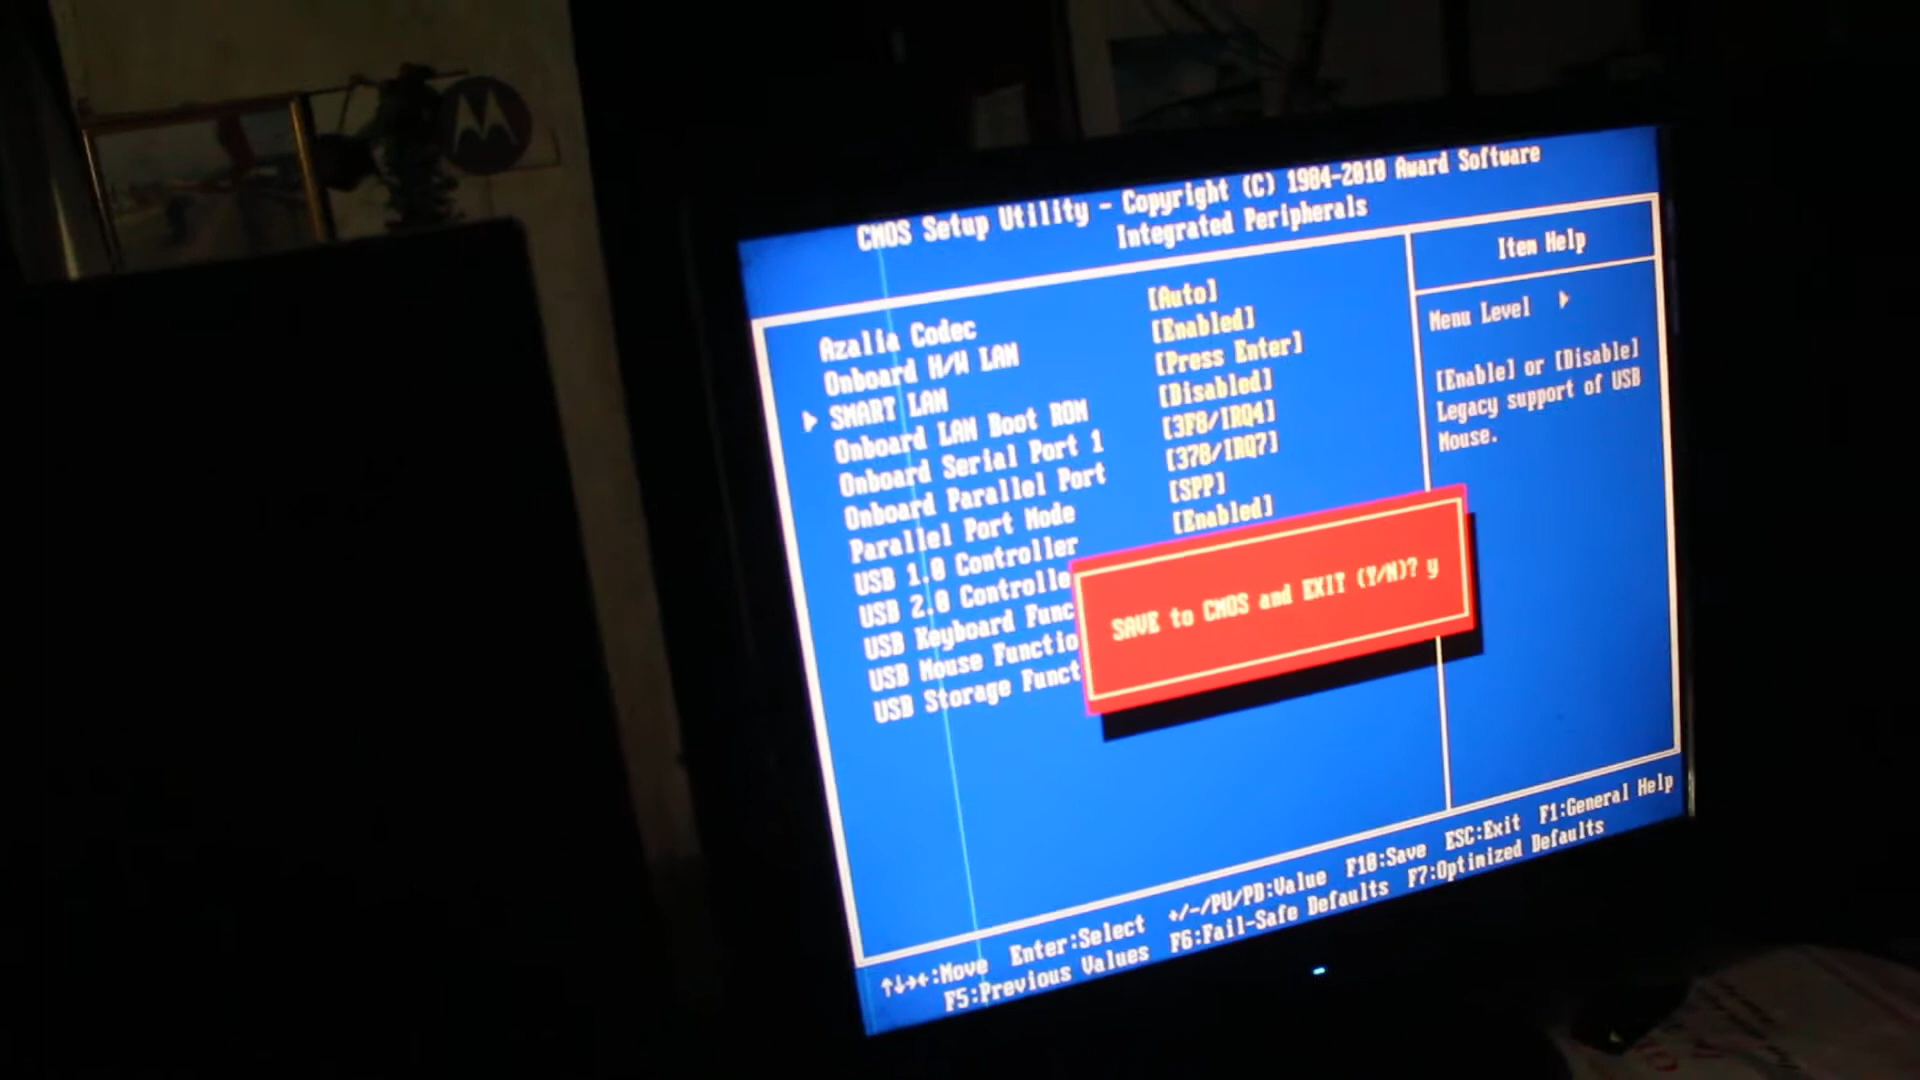 CMOS Setup Utility - Copyright (C) 1984-2010 Award Software
Integrated Peripherals
Azalia Codec [Auto]
Onboard H/W LAN [Enabled]
SMART LAN [Press Enter]
Onboard LAN Boot ROM [Disabled]
Onboard Serial Port 1 [3F8/IRQ4]
Onboard Parallel Port [378/IRQ7]
Parallel Port Mode [SPP]
USB 1.0 Controller [Enabled]
USB 2.0 Controlle
USB Keyboard Func
USB Mouse Functio
USB Storage Funct
SAVE to CMOS and EXIT (Y/N)? y
Item Help
Menu Level
[Enable] or [Disable]
Legacy support of USB
Mouse.
↑↓→←:Move Enter:Select +/-/PU/PD:Value F10:Save ESC:Exit F1:General Help
F5:Previous Values F6:Fail-Safe Defaults F7:Optimized Defaults